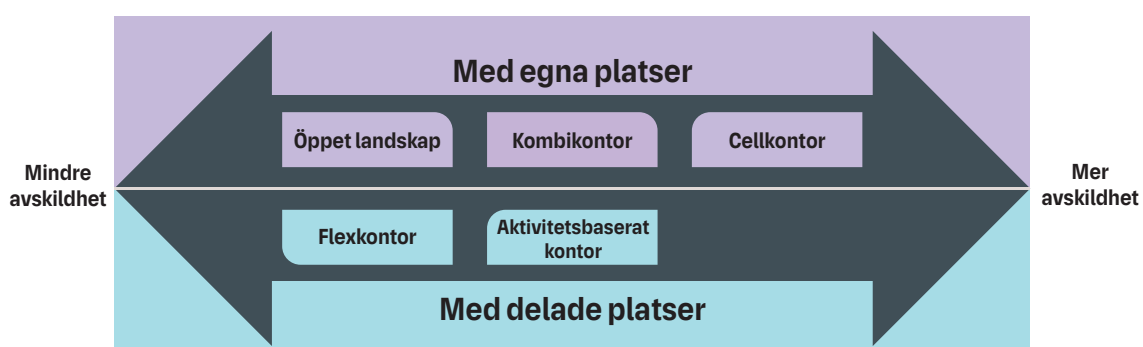 Med egna platser
Öppet landskap
Kombikontor
Cellkontor
Mindre
avskildhet
Mer
avskildhet
Flexkontor
Aktivitetsbaserat
kontor
Med delade platser